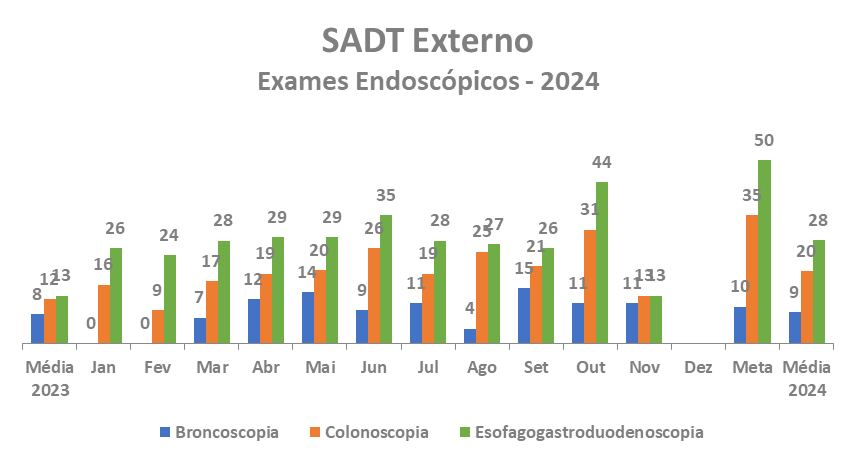 SADT Externo
Exames Endoscópicos - 2024
8 12 13
0 16 26
0 9 24
7 17 28
12 19 29
14 20 29
9 26 35
11 19 28
4 25 27
15 21 26
11 31 44
11 13 13
10 35 50
9 20 28
Média 2023 Jan Fev Mar Abr Mai Jun Jul Ago Set Out Nov Dez Meta Média 2024
Broncoscopia Colonoscopia Esofagogastroduodenoscopia